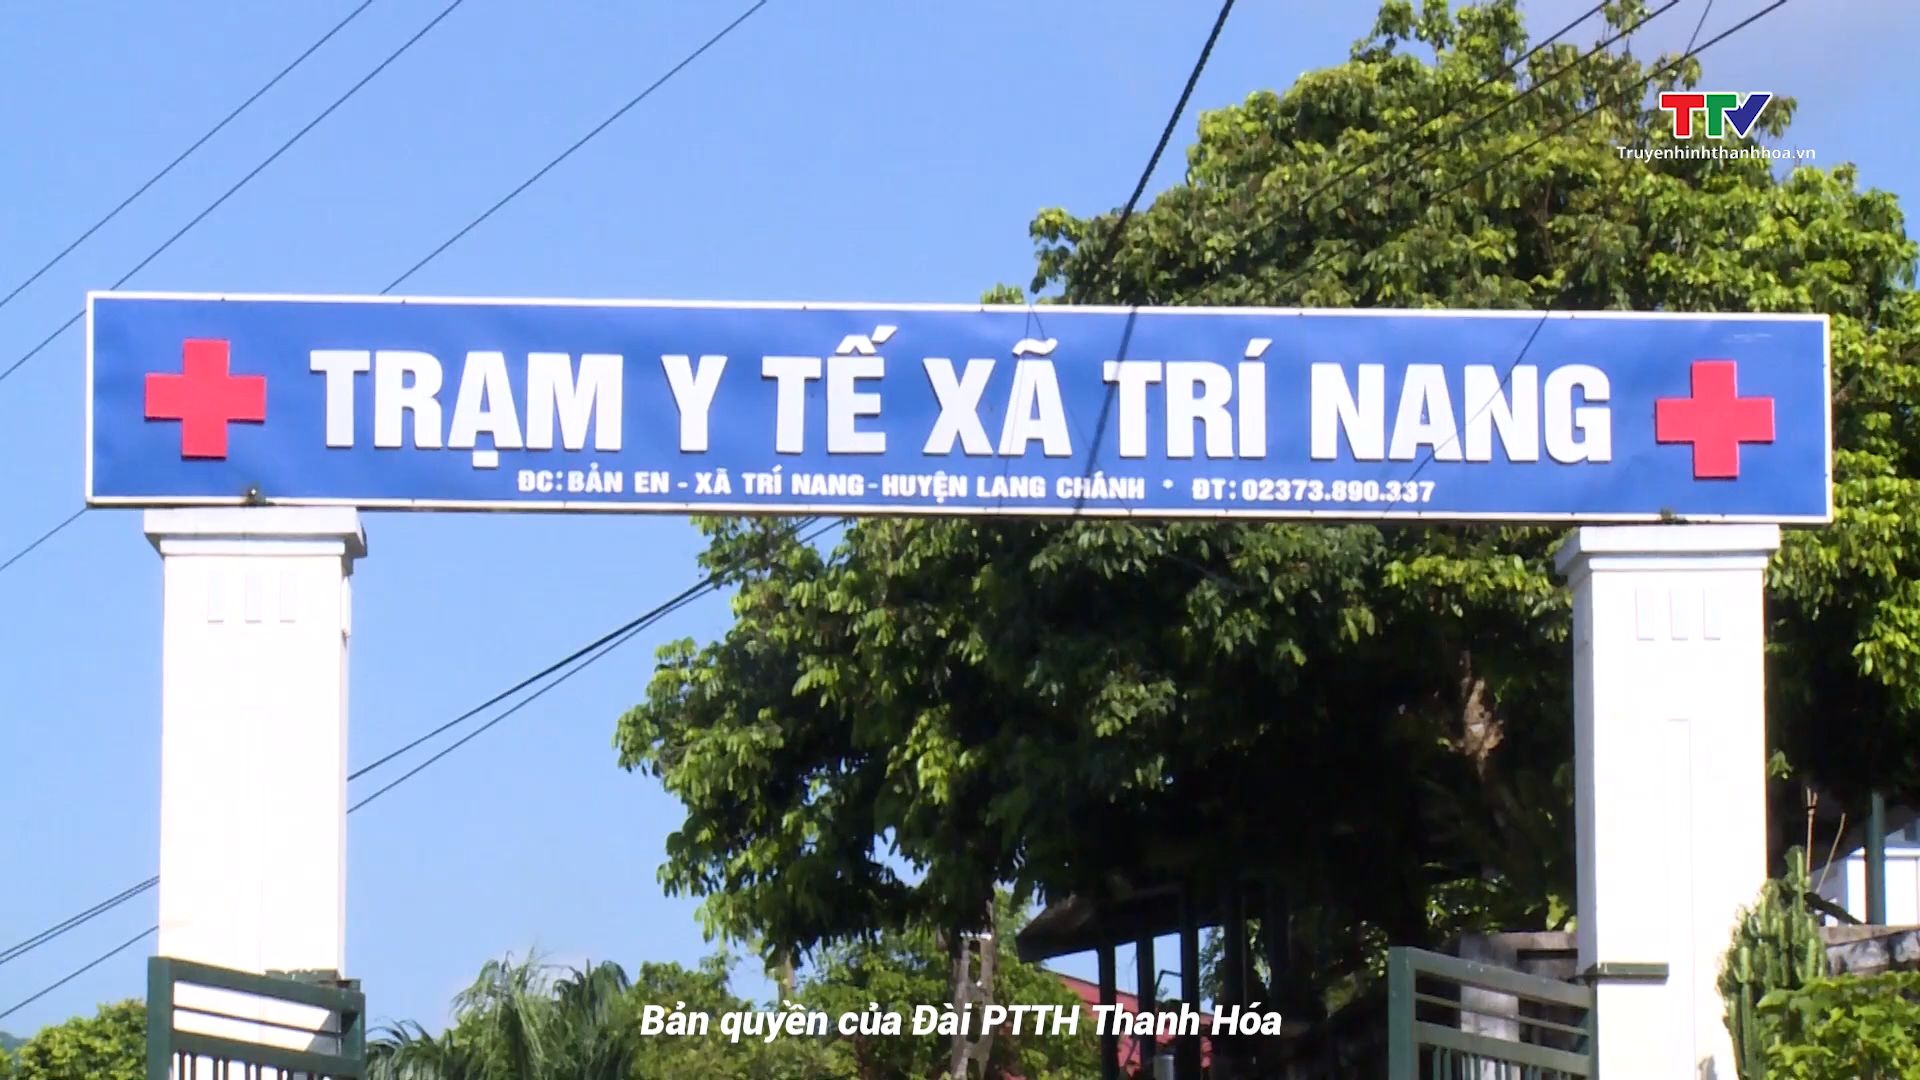 TTV
Truyenhinhthanhhoa.vn
TRẠM Y TẾ XÃ TRÍ NANG
ĐC: BẢN EN - XÃ TRÍ NANG - HUYỆN LANG CHÁNH * ĐT: 02373.890.337
Bản quyền của Đài PTTH Thanh Hóa